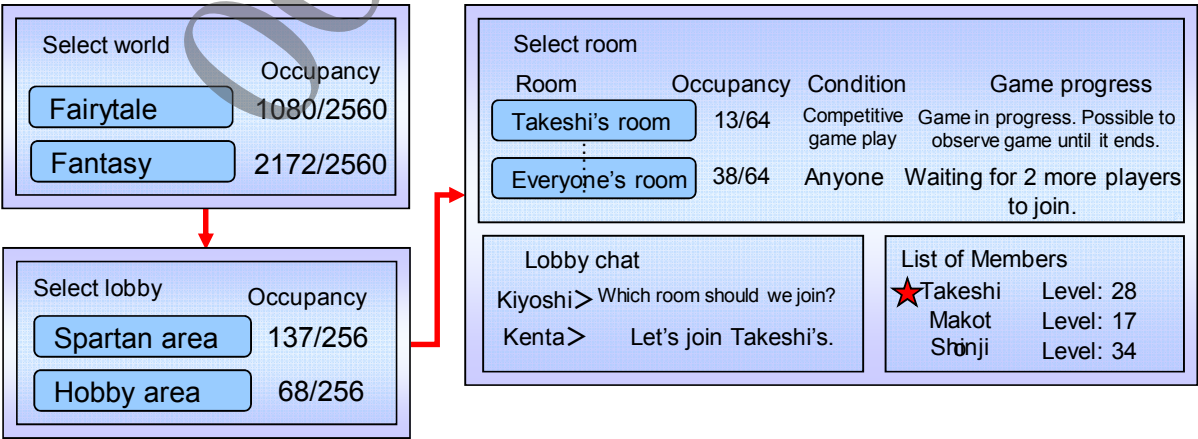 Select world
Occupancy
Fairytale 1080/2560
Fantasy 2172/2560
Select lobby
Occupancy
Spartan area 137/256
Hobby area 68/256
Select room
Room Occupancy Condition Game progress
Takeshi's room 13/64 Competitive game play Game in progress. Possible to
observe game until it ends.
Everyone's room 38/64 Anyone Waiting for 2 more players
to join.
Lobby chat
Kiyoshi> Which room should we join?
Kenta> Let's join Takeshi's.
List of Members
Takeshi Level: 28
Makoto Level: 17
Shinji Level: 34